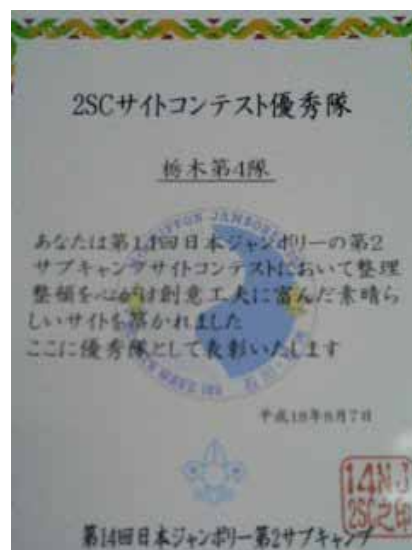 2SCサイトコンテスト優秀隊
栃木第4隊
あなたは第14回日本ジャンボリーの第2
サブキャンプサイトコンテストにおいて整理
整頓を心がけ創意工夫に富んだ素晴ら
しいサイトを築かれました
ここに優秀隊として表彰いたします
平成18年8月7日
14NJ
2SC之印
第14回日本ジャンボリー第2サブキャンプ